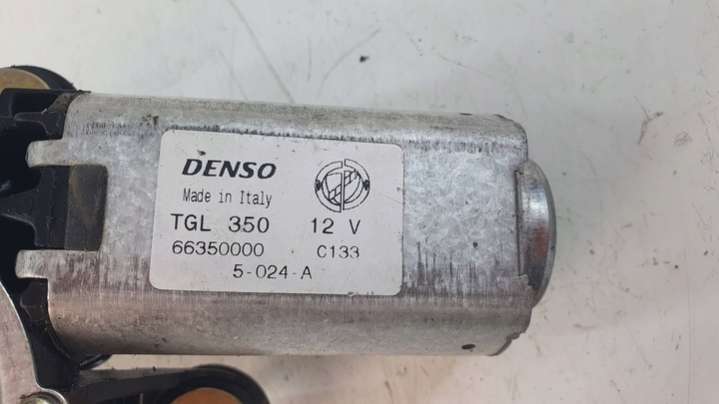 DENSO
Made in Italy
TGL 350 12 V
66350000 C133
5-024-A